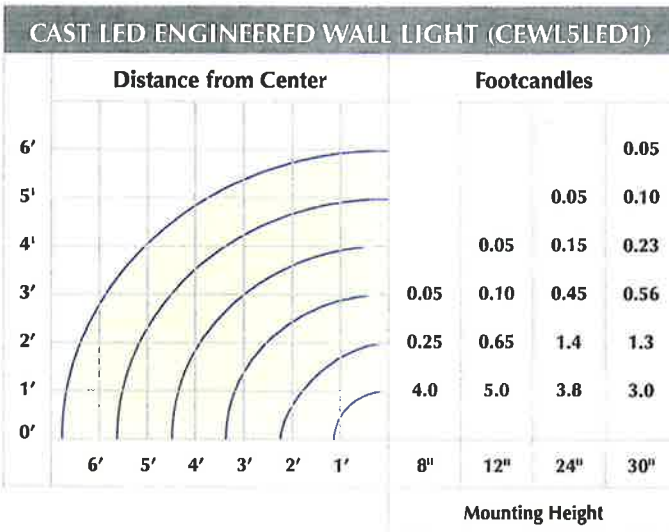 CAST LED ENGINEERED WALL LIGHT (CEWL5LED1)
Distance from Center Footcandles
6′ 0.05
5' 0.05 0.10
4' 0.05 0.15 0.23
3′ 0.05 0.10 0.45 0.56
2′ 0.25 0.65 1.4 1.3
1′ 4.0 5.0 3.8 3.0
0′
6′ 5′ 4′ 3′ 2′ 1′ 8" 12" 24" 30"
Mounting Height